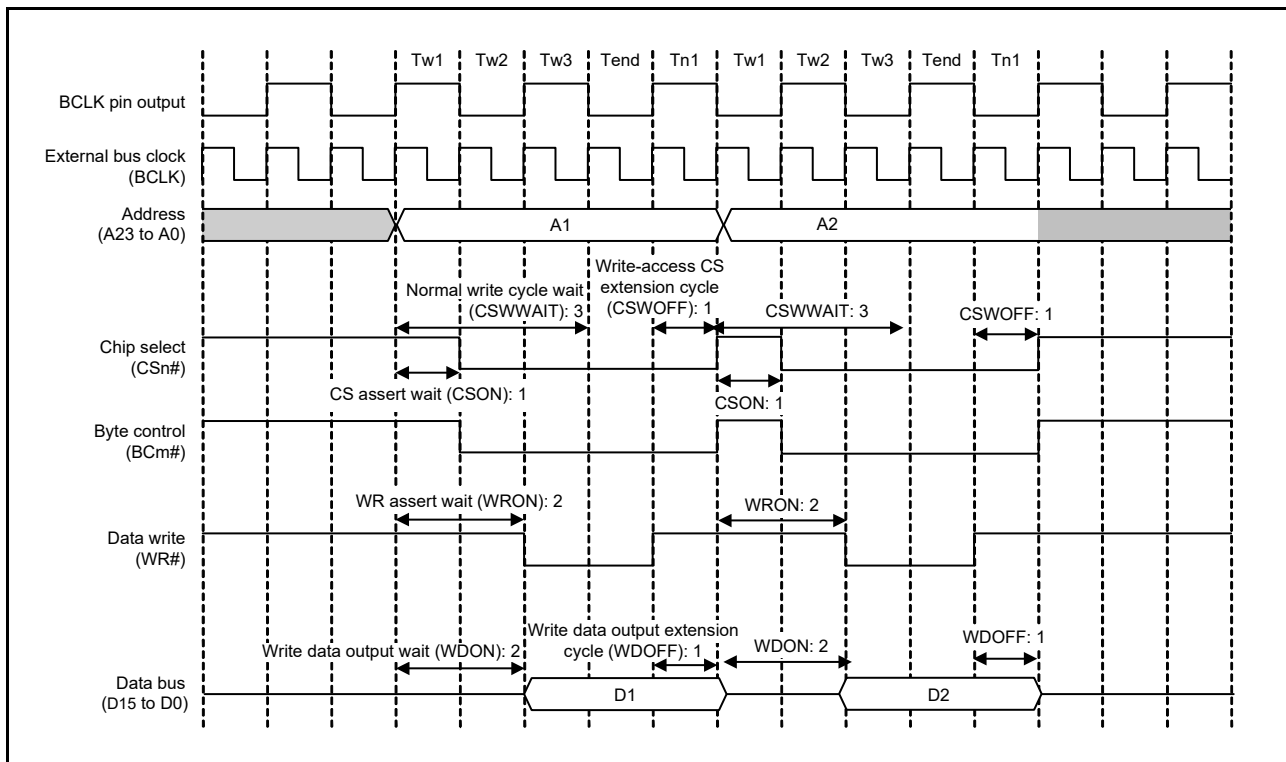 Tw1 Tw2 Tw3 Tend Tn1 Tw1 Tw2 Tw3 Tend Tn1
BCLK pin output
External bus clock
(BCLK)
Address
(A23 to A0)
A1
A2
Normal write cycle wait
(CSWWAIT): 3
Write-access CS
extension cycle
(CSWOFF): 1
CSWWAIT: 3
CSWOFF: 1
Chip select
(CSn#)
CS assert wait (CSON): 1
CSON: 1
Byte control
(BCm#)
WR assert wait (WRON): 2
WRON: 2
Data write
(WR#)
Write data output wait (WDON): 2
Write data output extension
cycle (WDOFF): 1
WDON: 2
WDOFF: 1
Data bus
(D15 to D0)
D1
D2